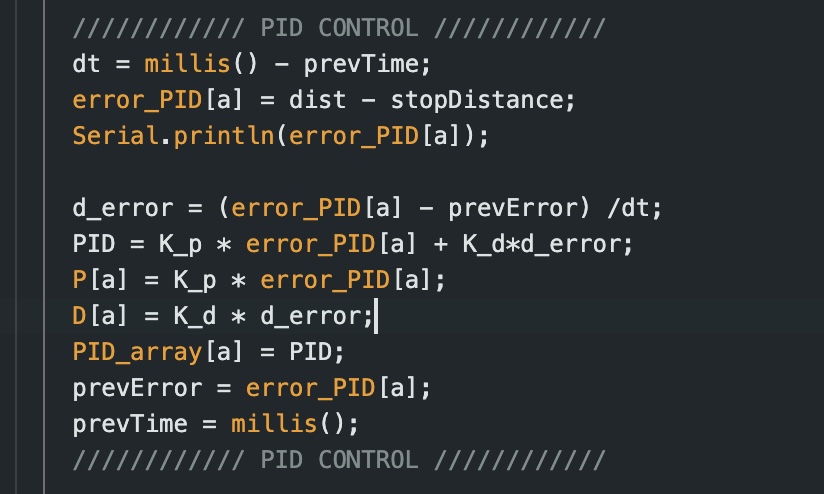 //////////// PID CONTROL ////////////
dt = millis() - prevTime;
error_PID[a] = dist - stopDistance;
Serial.println(error_PID[a]);
d_error = (error_PID[a] - prevError) /dt;
PID = K_p * error_PID[a] + K_d*d_error;
P[a] = K_p * error_PID[a];
D[a] = K_d * d_error;
PID_array[a] = PID;
prevError = error_PID[a];
prevTime = millis();
//////////// PID CONTROL ////////////